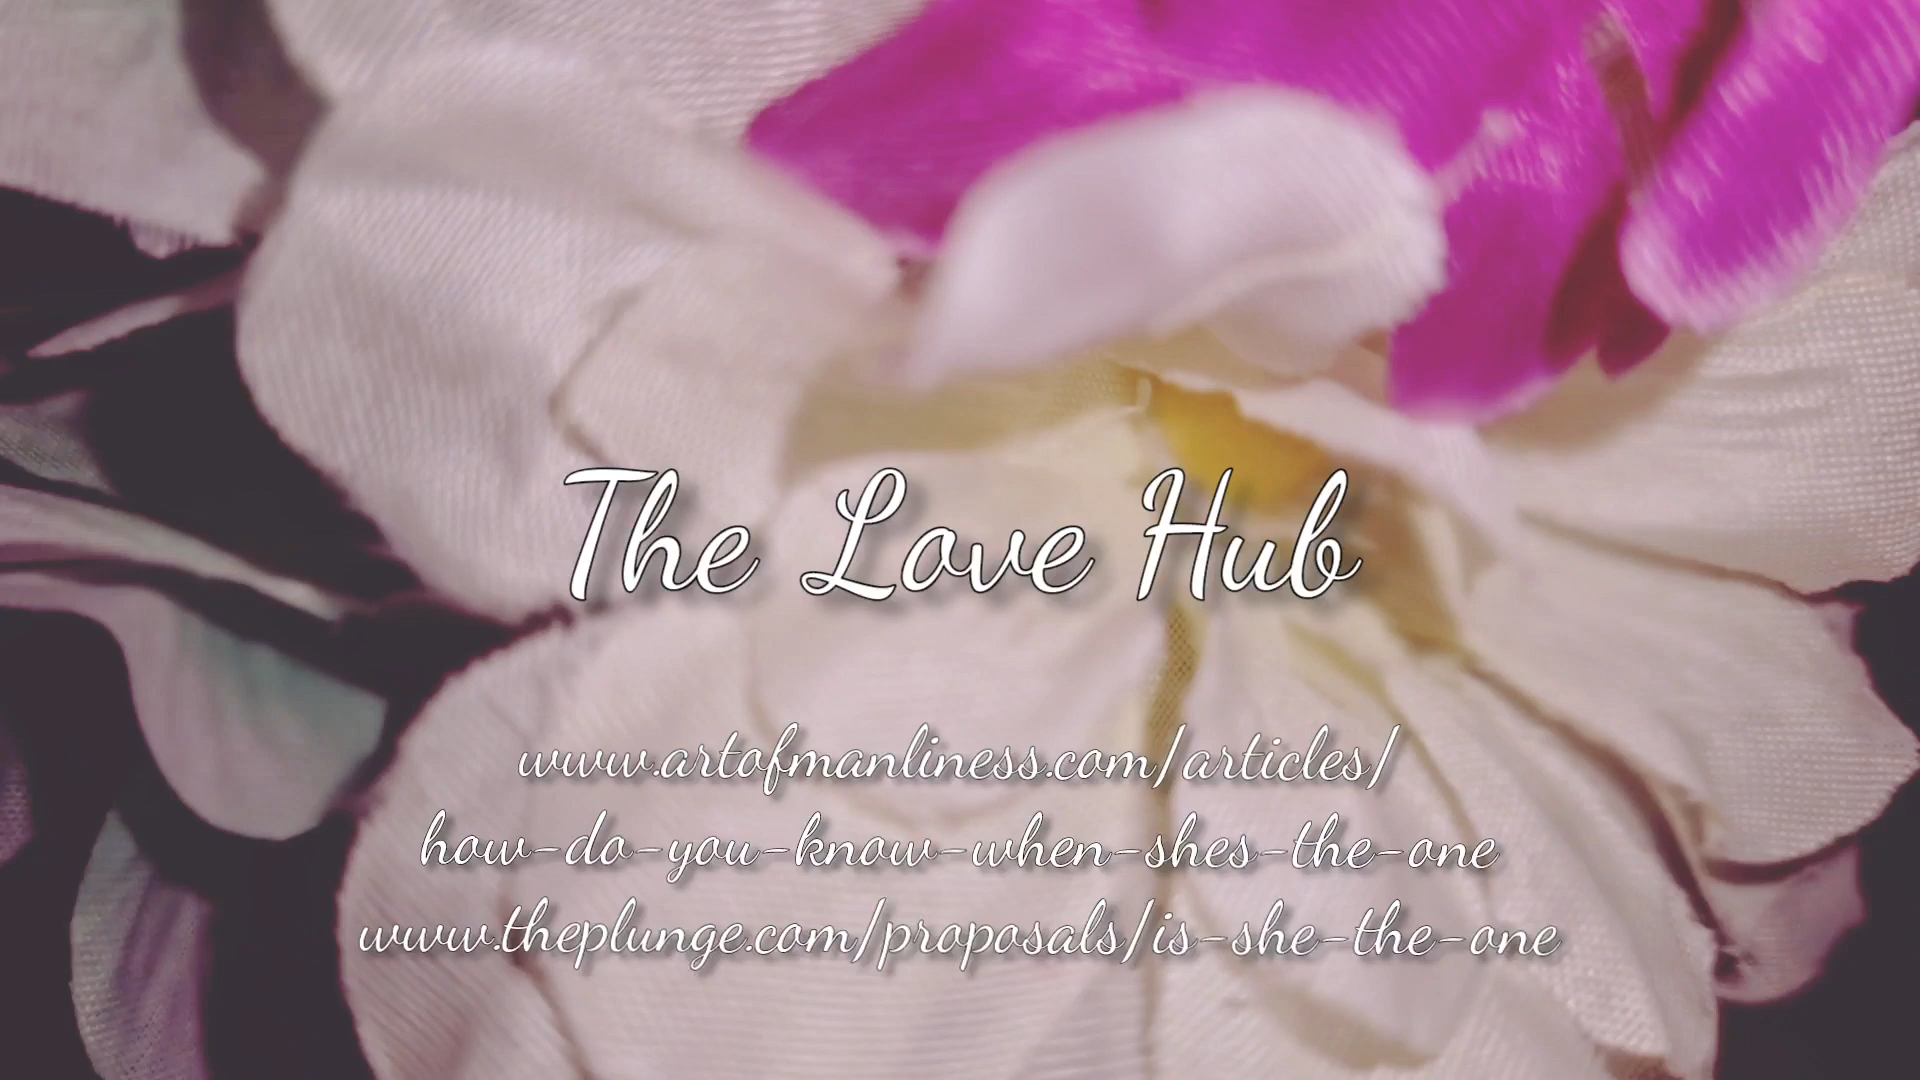 The Love Hub
www.artofmanliness.com/articles/
how-do-you-know-when-shes-the-one
www.theplunge.com/proposals/is-she-the-one